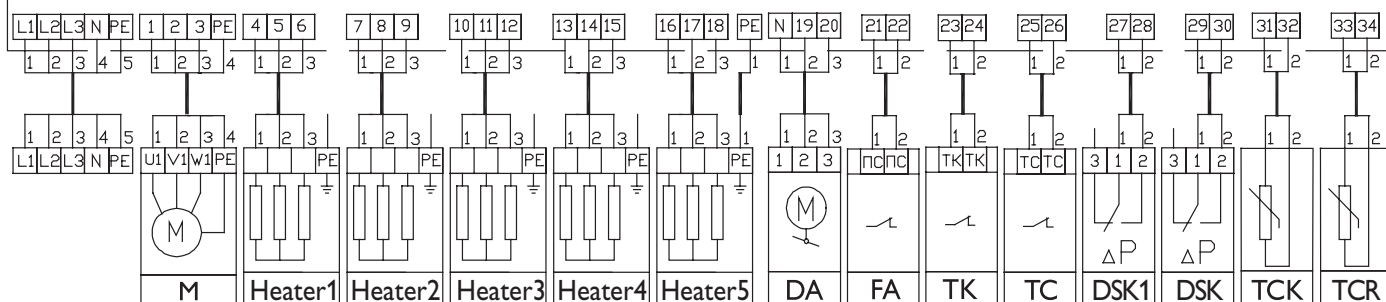 L1 L2 L3 N PE 1 2 3 PE 4 5 6 7 8 9 10 11 12 13 14 15 16 17 18 PE N 19 20 21 22 23 24 25 26 27 28 29 30 31 32 33 34
1 2 3 4 5 1 2 3 4 1 2 3 1 2 3 1 2 3 1 2 3 1 2 3 1 1 2 3 1 2 1 2 1 2 1 2 1 2 1 2 1 2
1 2 3 4 5 1 2 3 4 1 2 3 1 2 3 1 2 3 1 2 3 1 2 3 1 1 2 3 1 2 1 2 1 2 1 2 1 2 1 2 1 2
L1 L2 L3 N PE U1 V1 W1 PE PE PE PE PE PE 1 2 3 ПС ПС ТК ТК ТС ТС 3 1 2 3 1 2
M M
ΔP ΔP
M Heater1 Heater2 Heater3 Heater4 Heater5 DA FA TK TC DSK1 DSK TCK TCR